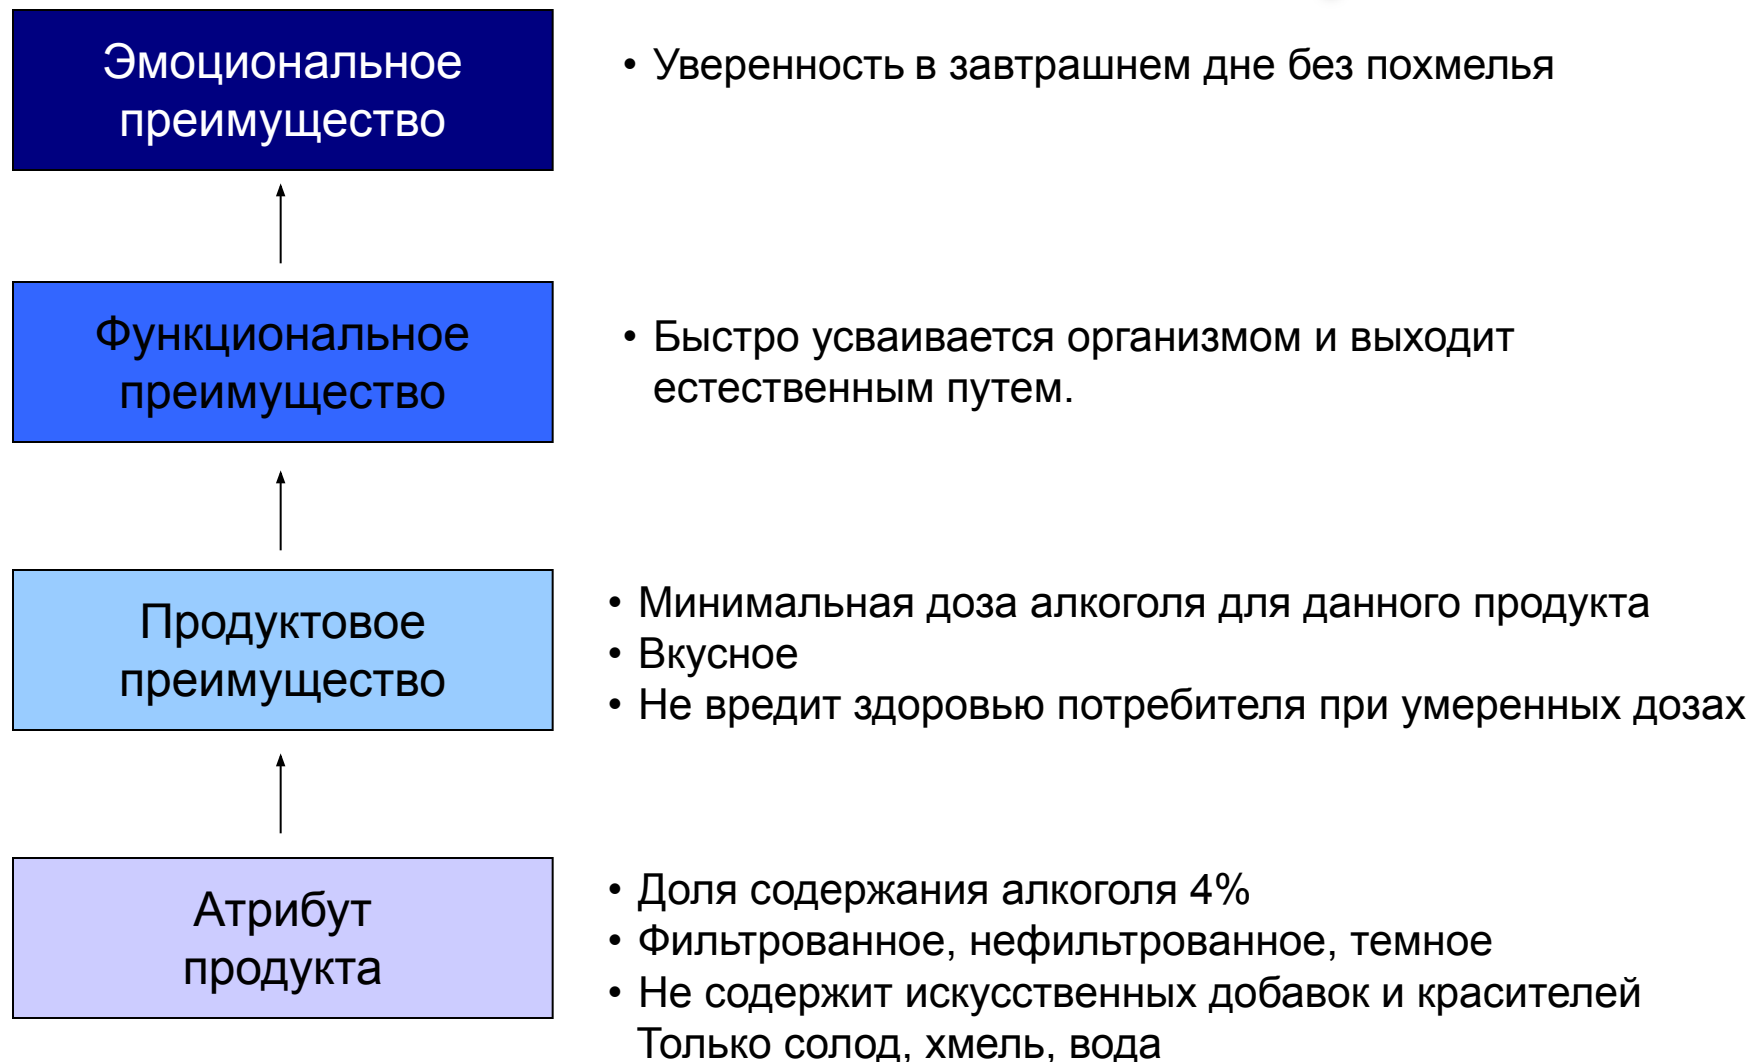 Эмоциональное
преимущество
• Уверенность в завтрашнем дне без похмелья
Функциональное
преимущество
• Быстро усваивается организмом и выходит
естественным путем.
Продуктовое
преимущество
• Минимальная доза алкоголя для данного продукта
• Вкусное
• Не вредит здоровью потребителя при умеренных дозах
Атрибут
продукта
• Доля содержания алкоголя 4%
• Фильтрованное, нефильтрованное, темное
• Не содержит искусственных добавок и красителей
Только солод, хмель, вода